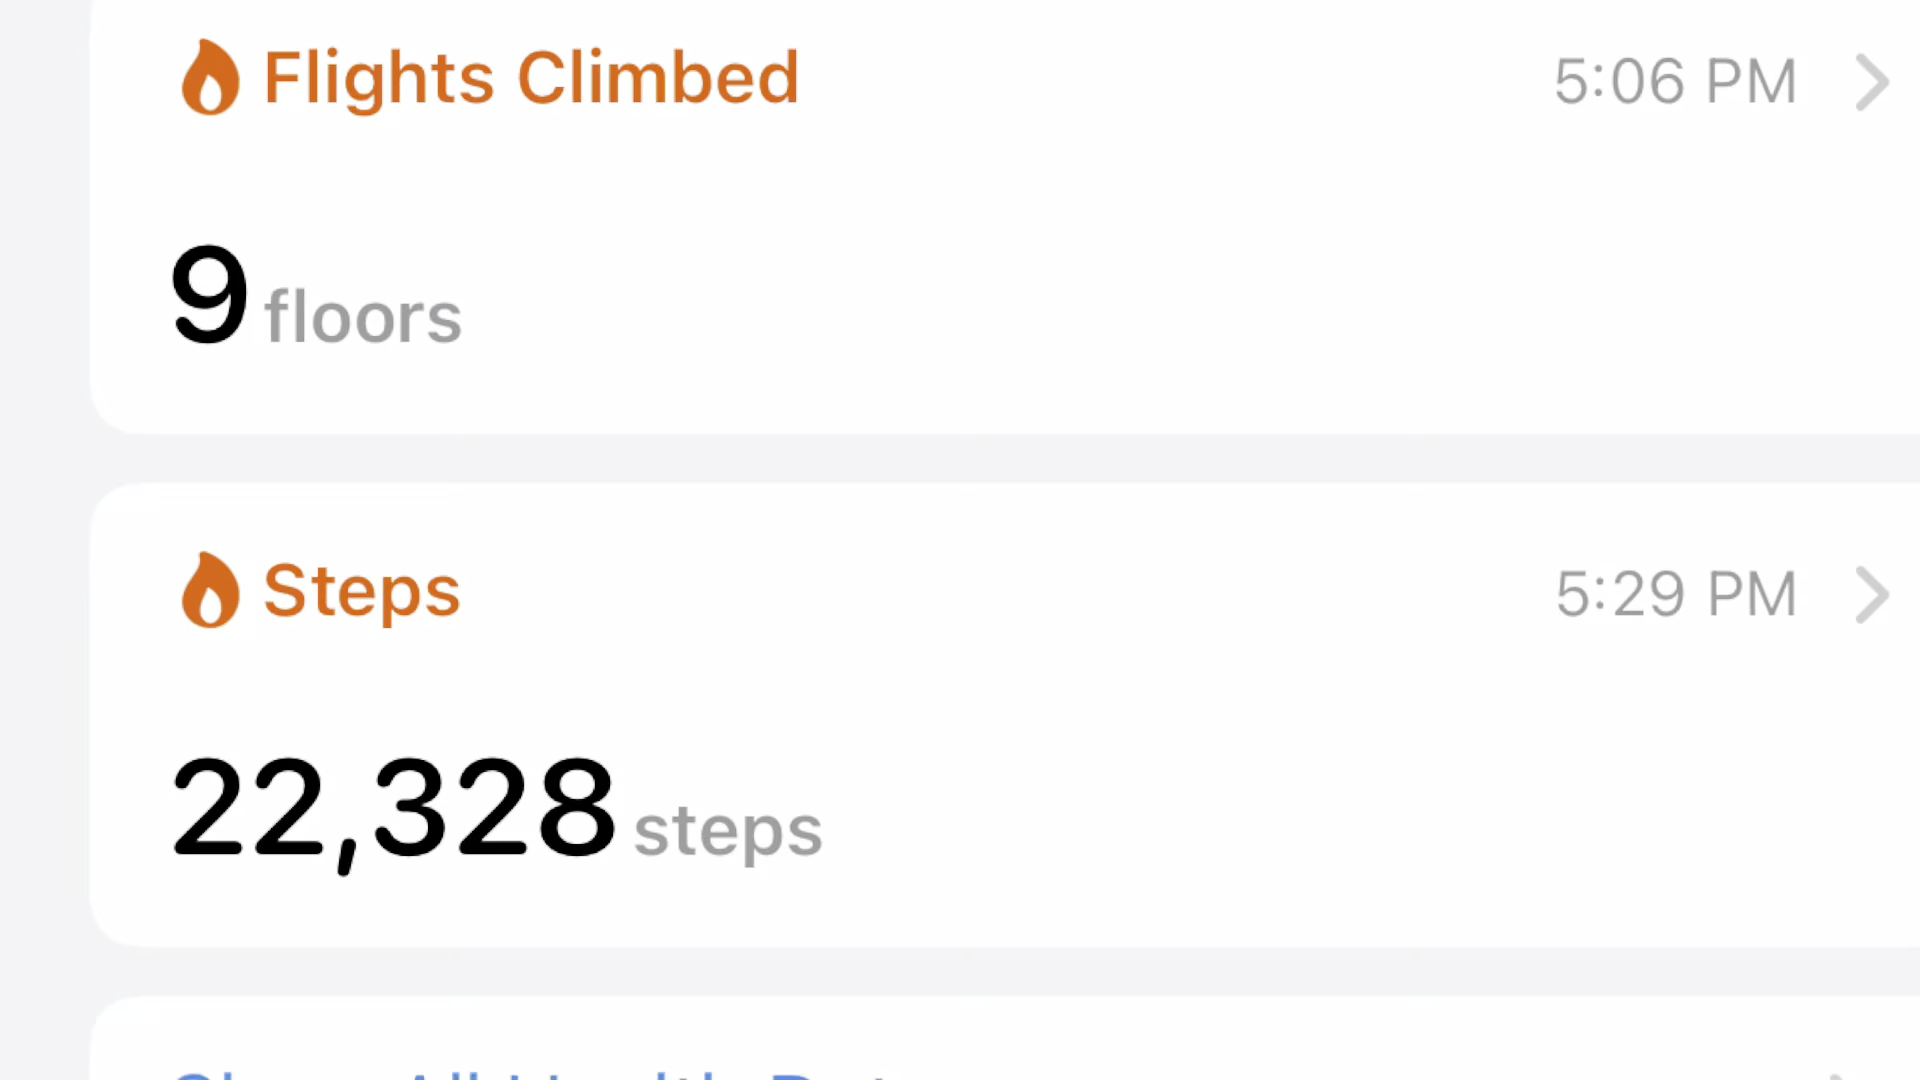 Flights Climbed 5:06 PM
9 floors
Steps 5:29 PM
22,328 steps